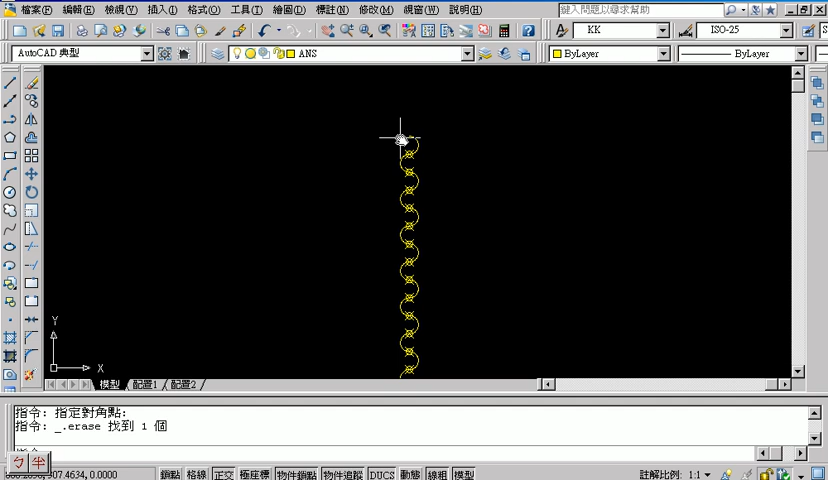 檔案(F) 編輯(E) 檢視(V) 插入(I) 格式(O) 工具(T) 繪圖(D) 標註(N) 修改(M) 視窗(W) 說明(H) 鍵入問題以尋求幫助
KK ISO-25
AutoCAD 典型 ANS ByLayer ByLayer
Y
X
模型 配置1 配置2
指令: 指定對角點:
指令: _.erase 找到 1 個
指令:
ㄅ 半
907.4634, 0.0000 鎖點 格線 正交 極座標 物件鎖點 物件追蹤 DUCS 動態 線粗 模型 註解比例: 1:1